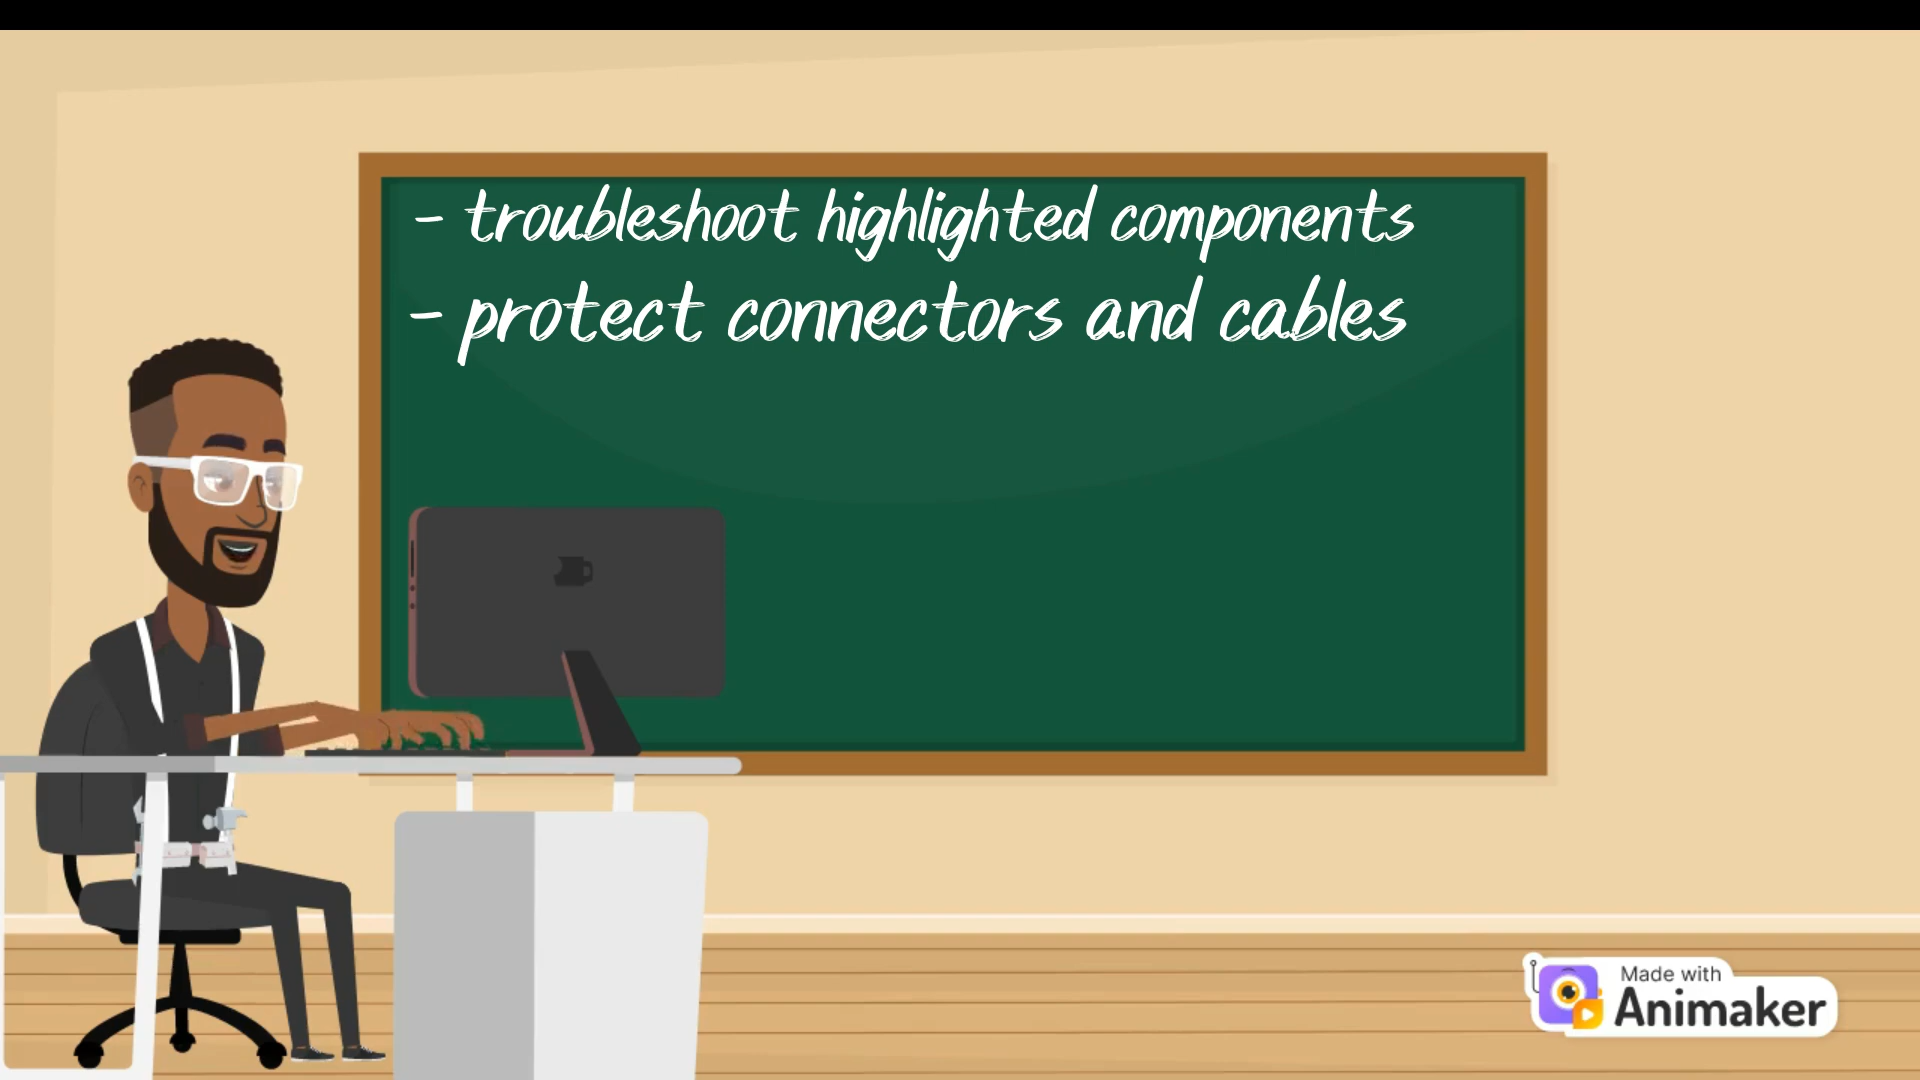 - troubleshoot highlighted components
- protect connectors and cables
Made with
Animaker